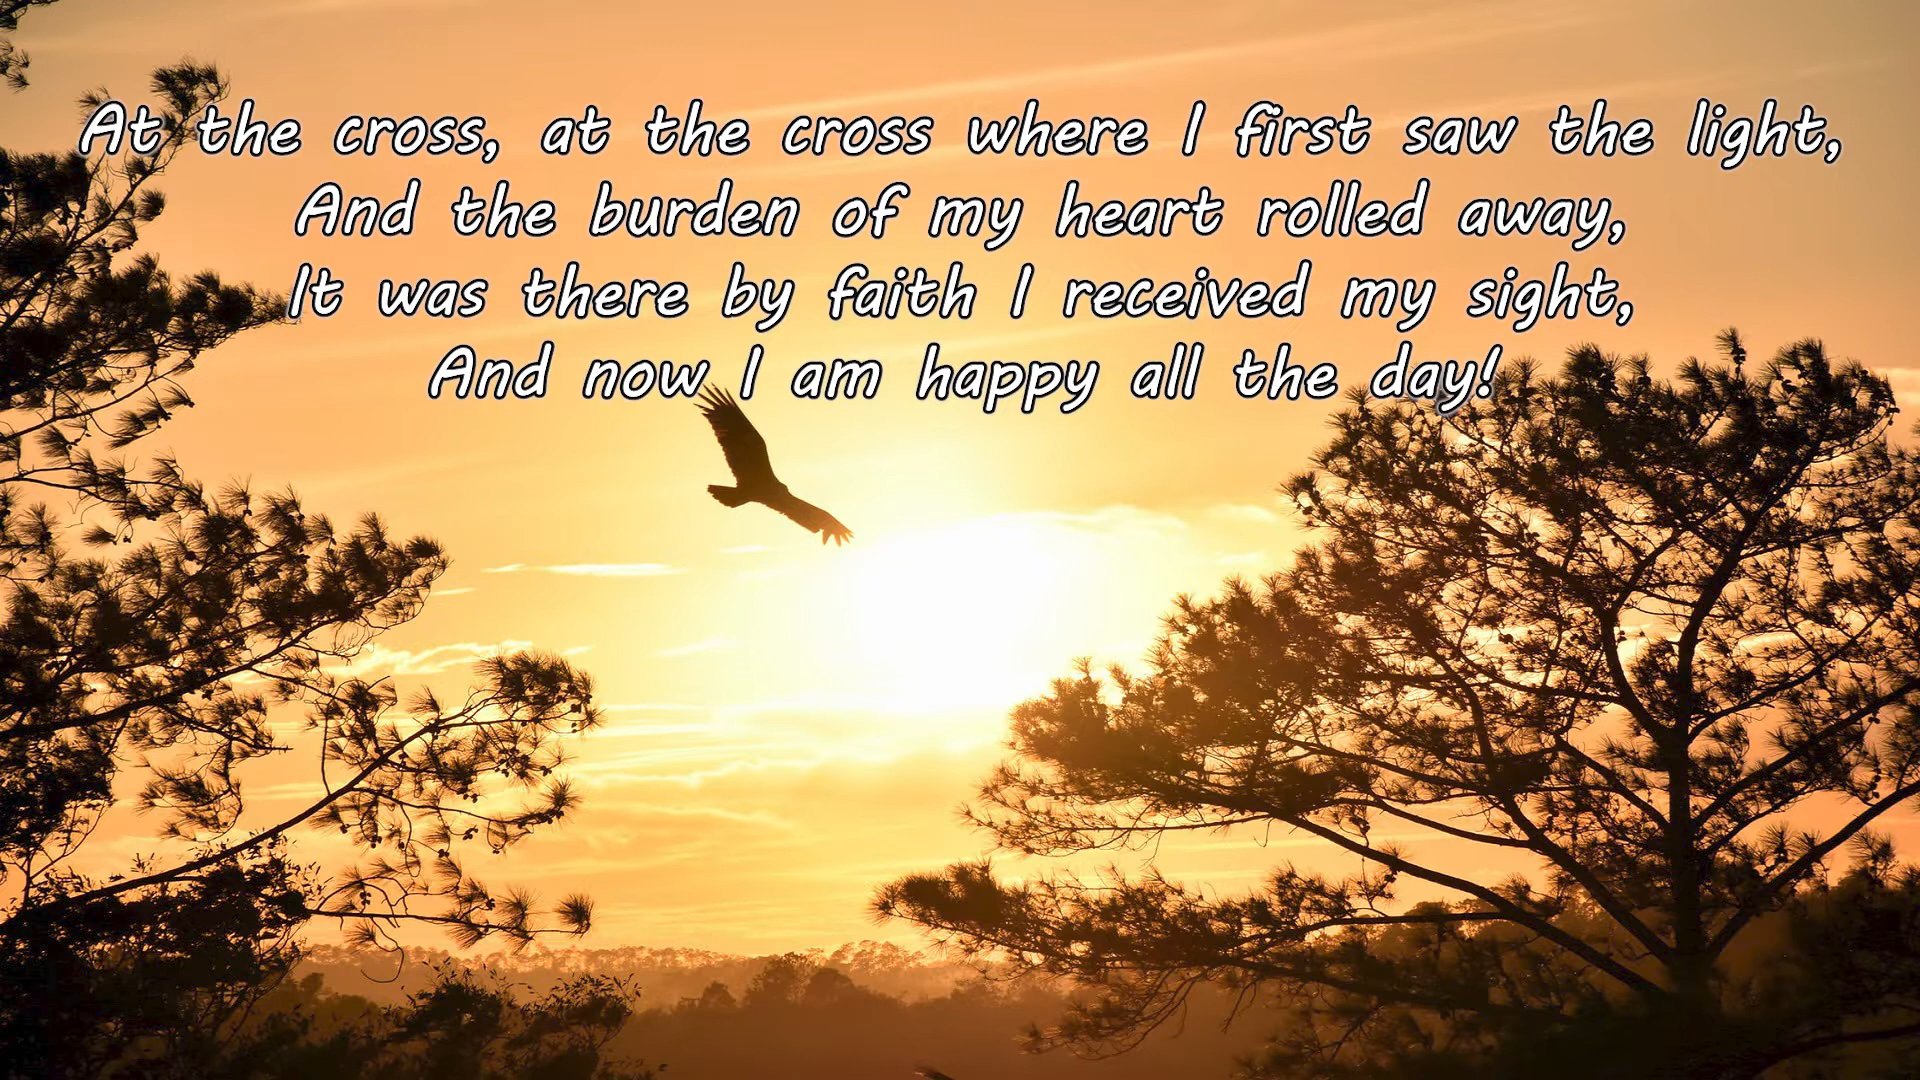 At the cross, at the cross where I first saw the light,
And the burden of my heart rolled away,
It was there by faith I received my sight,
And now I am happy all the day!